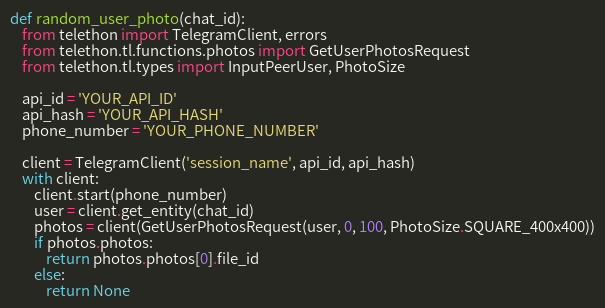 def random_user_photo(chat_id):
    from telethon import TelegramClient, errors
    from telethon.tl.functions.photos import GetUserPhotosRequest
    from telethon.tl.types import InputPeerUser, PhotoSize

    api_id = 'YOUR_API_ID'
    api_hash = 'YOUR_API_HASH'
    phone_number = 'YOUR_PHONE_NUMBER'

    client = TelegramClient('session_name', api_id, api_hash)
    with client:
        client.start(phone_number)
        user = client.get_entity(chat_id)
        photos = client(GetUserPhotosRequest(user, 0, 100, PhotoSize.SQUARE_400x400))
        if photos.photos:
            return photos.photos[0].file_id
        else:
            return None